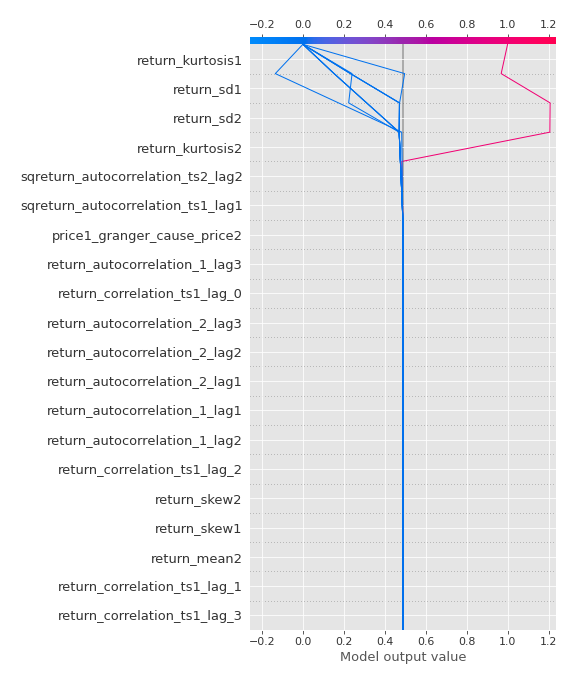 −0.2 0.0 0.2 0.4 0.6 0.8 1.0 1.2
return_kurtosis1
return_sd1
return_sd2
return_kurtosis2
sqreturn_autocorrelation_ts2_lag2
sqreturn_autocorrelation_ts1_lag1
price1_granger_cause_price2
return_autocorrelation_1_lag3
return_correlation_ts1_lag_0
return_autocorrelation_2_lag3
return_autocorrelation_2_lag2
return_autocorrelation_2_lag1
return_autocorrelation_1_lag1
return_autocorrelation_1_lag2
return_correlation_ts1_lag_2
return_skew2
return_skew1
return_mean2
return_correlation_ts1_lag_1
return_correlation_ts1_lag_3
−0.2 0.0 0.2 0.4 0.6 0.8 1.0 1.2
Model output value